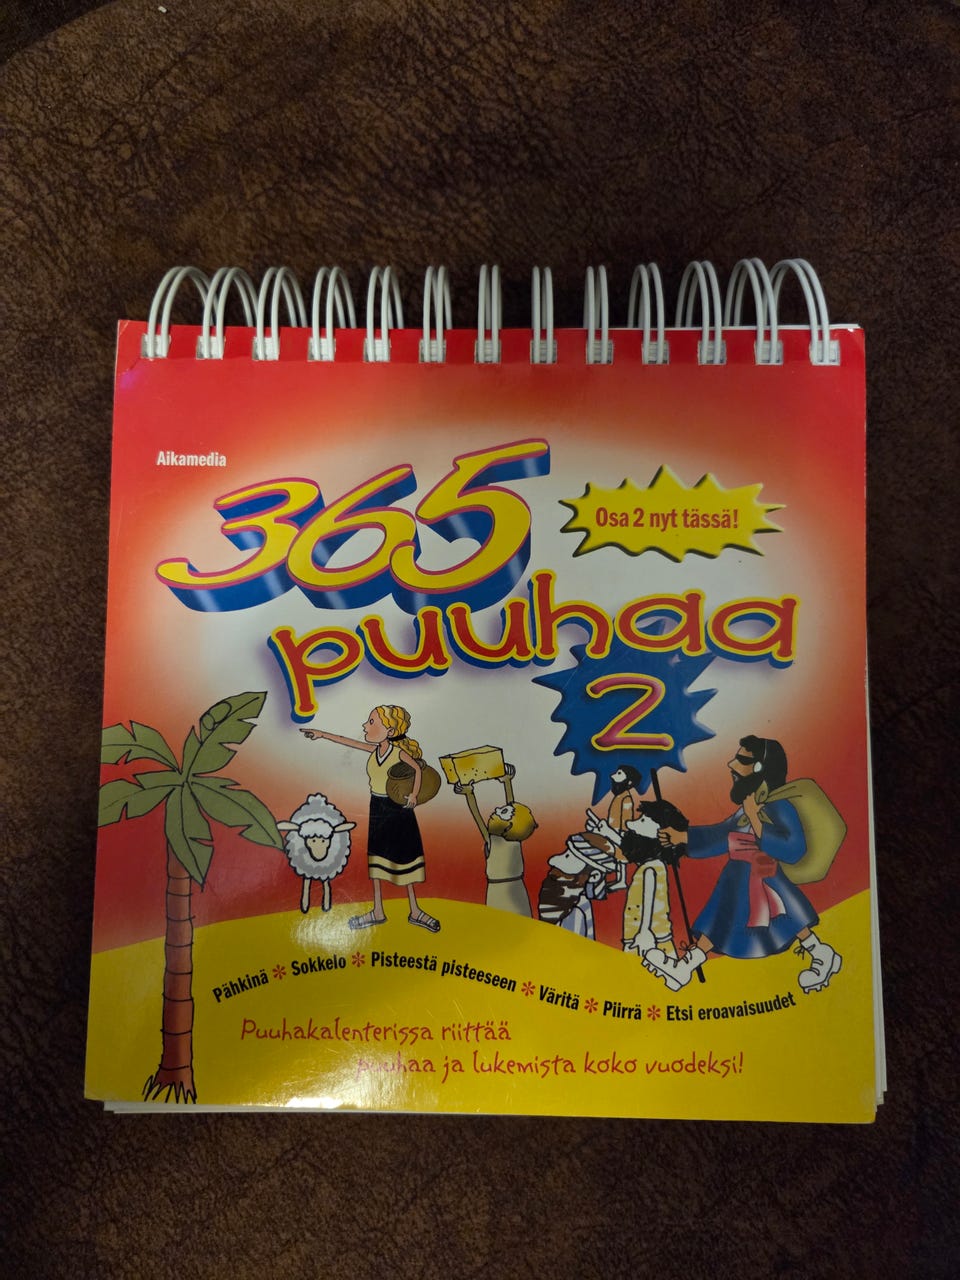 Aikamedia
365
Osa 2 nyt tässä!
puuhaa
2
Pähkinä * Sokkelo * Pisteestä pisteeseen * Väritä * Piirrä * Etsi eroavaisuudet
Puuhakalenterissa riittää
puuhaa ja lukemista koko vuodeksi!